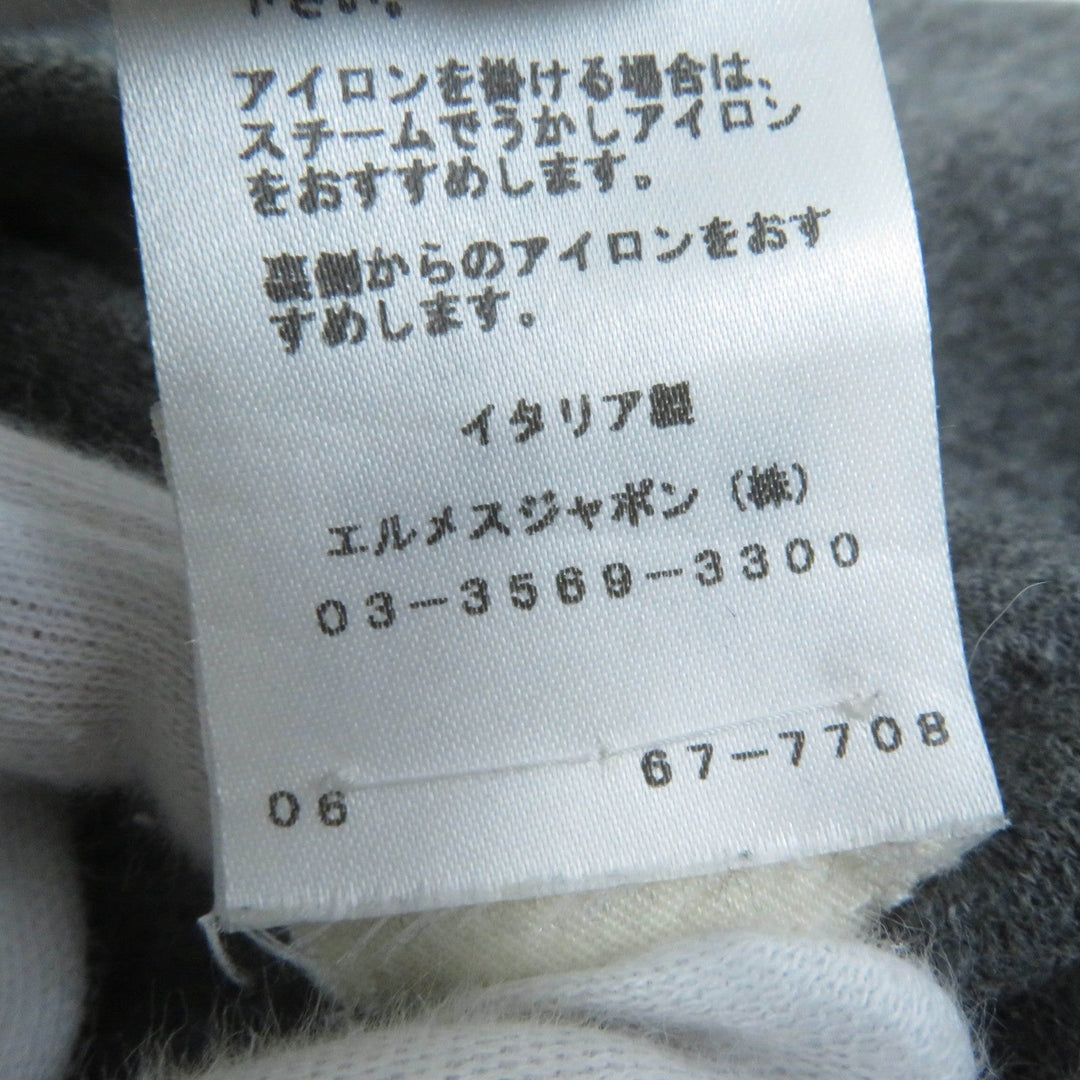 下さい。
アイロンを掛ける場合は、
スチームでうかしアイロン
をおすすめします。
裏側からのアイロンをおす
すめします。
イタリア製
エルメスジャポン(株)
03-3569-3300
06 67-7708